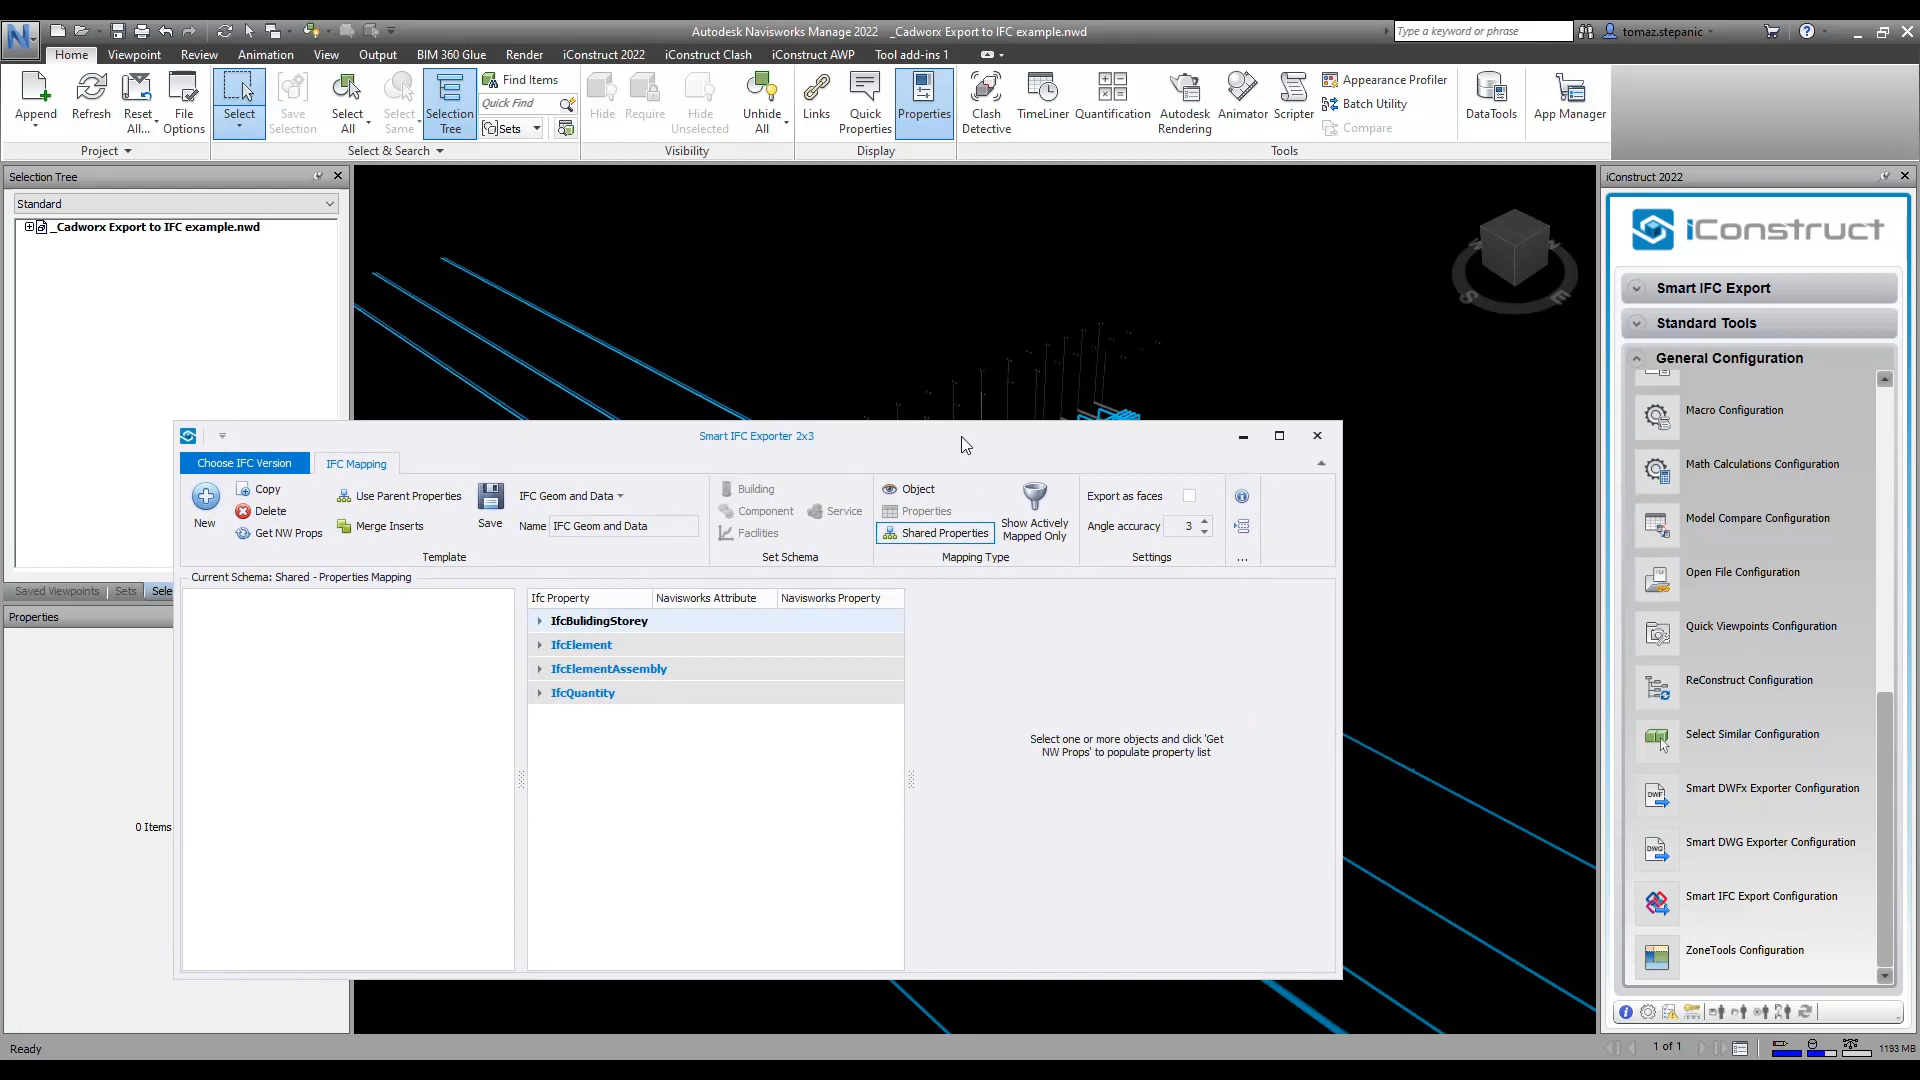 Autodesk Navisworks Manage 2022 _Cadworx Export to IFC example.nwd
Type a keyword or phrase
tomaz.stepanic
Home Viewpoint Review Animation View Output BIM 360 Glue Render iConstruct 2022 iConstruct Clash iConstruct AWP Tool add-ins 1
Append
Refresh
Reset All...
File Options
Project
Select
Save Selection
Select All
Select Same
Selection Tree
Find Items
Quick Find
Sets
Select & Search
Hide
Require
Hide Unselected
Unhide All
Visibility
Links
Quick Properties
Properties
Display
Clash Detective
TimeLiner
Quantification
Autodesk Rendering
Animator
Scripter
Appearance Profiler
Batch Utility
Compare
Tools
DataTools
App Manager
Selection Tree
Standard
_Cadworx Export to IFC example.nwd
Saved Viewpoints Sets Sele
Properties
0 Items
Smart IFC Exporter 2x3
Choose IFC Version IFC Mapping
New
Copy
Delete
Get NW Props
Use Parent Properties
Merge Inserts
Save
IFC Geom and Data
Name IFC Geom and Data
Template
Building
Component
Service
Facilities
Set Schema
Object
Properties
Shared Properties
Show Actively
Mapped Only
Mapping Type
Export as faces
Angle accuracy 3
Settings
...
Current Schema: Shared - Properties Mapping
Ifc Property Navisworks Attribute Navisworks Property
IfcBulidingStorey
IfcElement
IfcElementAssembly
IfcQuantity
Select one or more objects and click 'Get
NW Props' to populate property list
S
E
iConstruct 2022
iConstruct
Smart IFC Export
Standard Tools
General Configuration
Macro Configuration
Math Calculations Configuration
Model Compare Configuration
Open File Configuration
Quick Viewpoints Configuration
ReConstruct Configuration
Select Similar Configuration
DWF
Smart DWFx Exporter Configuration
DWG
Smart DWG Exporter Configuration
Smart IFC Export Configuration
ZoneTools Configuration
Ready
1 of 1
1193 MB